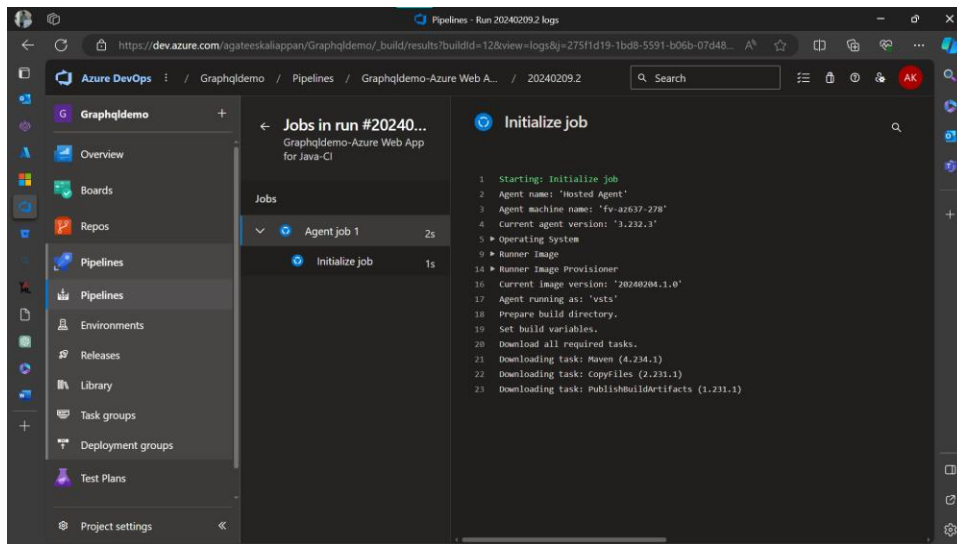 Pipelines - Run 20240209.2 logs
https://dev.azure.com/agateeskaliappan/Graphqldemo/_build/results?buildId=12&view=logs&j=275f1d19-1bd8-5591-b06b-07d48...
Azure DevOps / Graphqldemo / Pipelines / Graphqldemo-Azure Web A... / 20240209.2
Search
AK
G Graphqldemo +
Overview
Boards
Repos
Pipelines
Pipelines
Environments
Releases
Library
Task groups
Deployment groups
Test Plans
Project settings
Jobs in run #20240...
Graphqldemo-Azure Web App
for Java-CI
Jobs
Agent job 1 2s
Initialize job 1s
Initialize job
1 Starting: Initialize job
2 Agent name: 'Hosted Agent'
3 Agent machine name: 'fv-az637-278'
4 Current agent version: '3.232.3'
5 Operating System
9 Runner Image
14 Runner Image Provisioner
16 Current image version: '20240204.1.0'
17 Agent running as: 'vsts'
18 Prepare build directory.
19 Set build variables.
20 Download all required tasks.
21 Downloading task: Maven (4.234.1)
22 Downloading task: CopyFiles (2.231.1)
23 Downloading task: PublishBuildArtifacts (1.231.1)